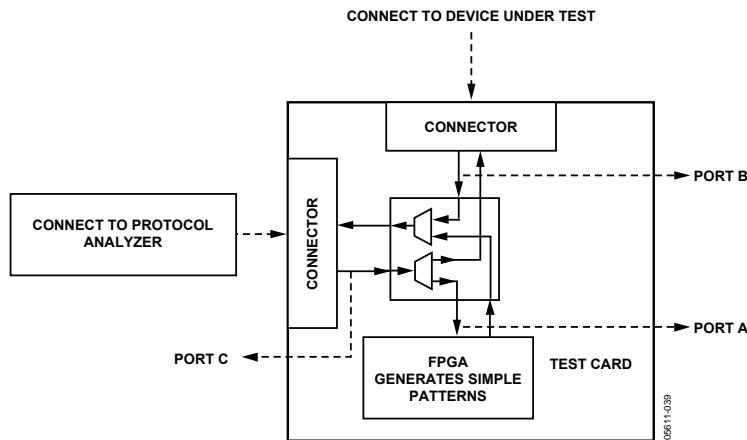 CONNECT TO DEVICE UNDER TEST
CONNECTOR
PORT B
CONNECT TO PROTOCOL
ANALYZER
CONNECTOR
PORT A
PORT C
FPGA
GENERATES SIMPLE
PATTERNS
TEST CARD
05611-039